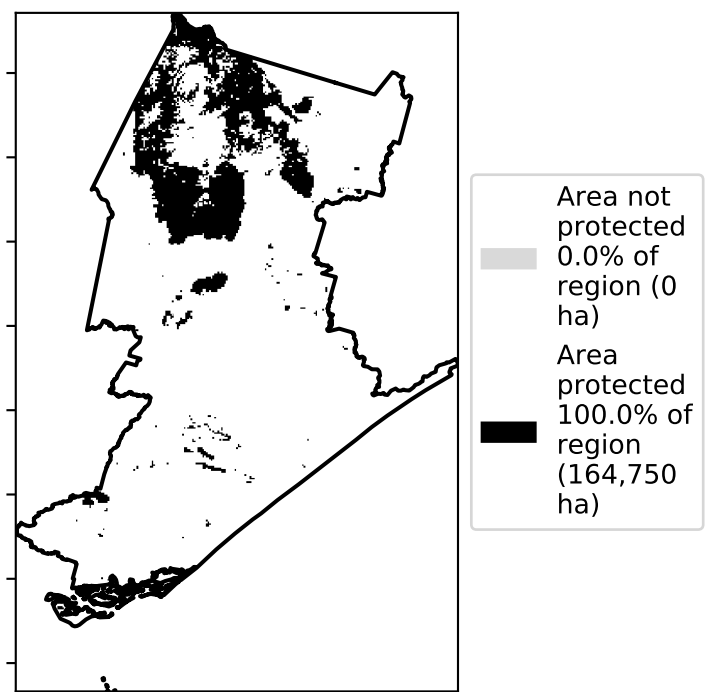 Area not
protected
0.0% of
region (0
ha)
Area
protected
100.0% of
region
(164,750
ha)